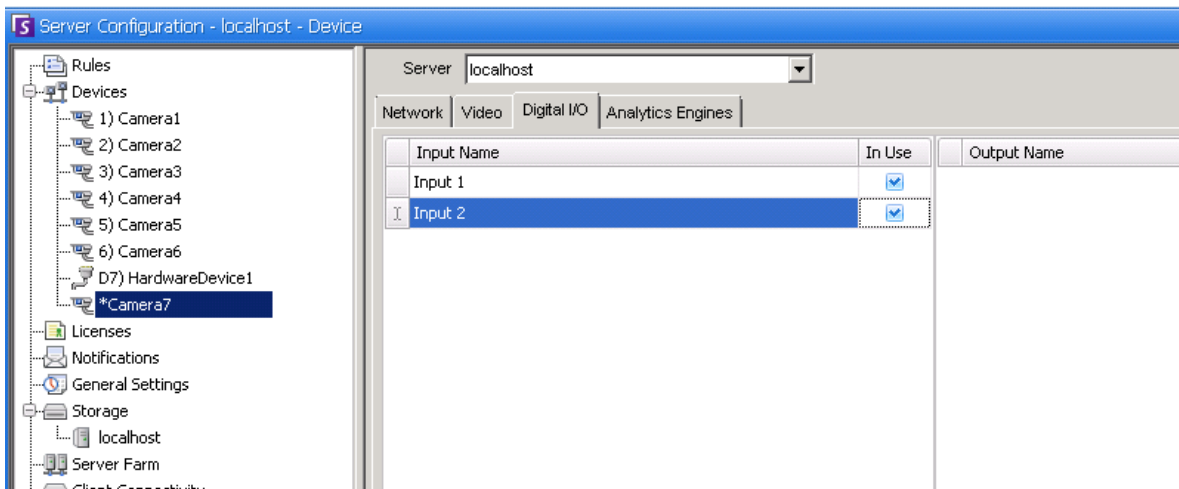 Server Configuration - localhost - Device
Rules
Devices
1) Camera1
2) Camera2
3) Camera3
4) Camera4
5) Camera5
6) Camera6
D7) HardwareDevice1
*Camera7
Licenses
Notifications
General Settings
Storage
localhost
Server Farm
Client Connectivity
Server localhost
Network Video Digital I/O Analytics Engines
Input Name In Use Output Name
Input 1
Input 2